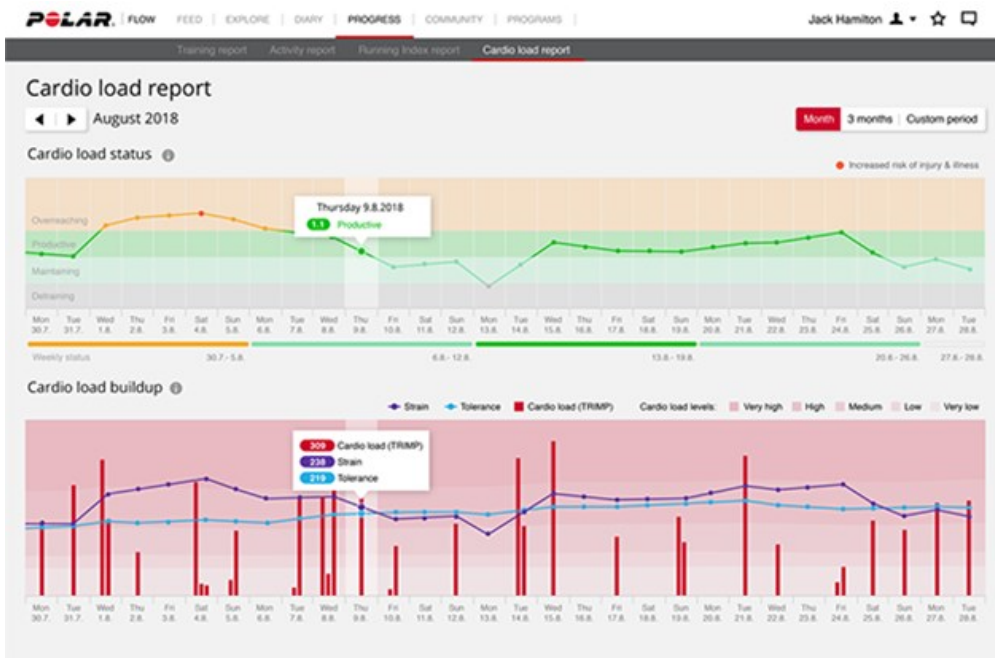 POLAR. FLOW FEED EXPLORE DIARY PROGRESS COMMUNITY PROGRAMS Jack Hamilton
Training report Activity report Running Index report Cardio load report
Cardio load report
August 2018 Month 3 months Custom period
Cardio load status
Increased risk of injury & illness
Thursday 9.8.2018
1.1 Productive
Overreaching
Productive
Maintaining
Detraining
Mon Tue Wed Thu Fri Sat Sun Mon Tue Wed Thu Fri Sat Sun Mon Tue Wed Thu Fri Sat Sun Mon Tue Wed Thu Fri Sat Sun Mon Tue
30.7. 31.7. 1.8. 2.8. 3.8. 4.8. 5.8. 6.8. 7.8. 8.8. 9.8. 10.8. 11.8. 12.8. 13.8. 14.8. 15.8. 16.8. 17.8. 18.8. 19.8. 20.8. 21.8. 22.8. 23.8. 24.8. 25.8. 26.8. 27.8. 28.8.
Weekly status 30.7.- 5.8. 6.8.- 12.8. 13.8.- 19.8. 20.8.- 26.8. 27.8.- 28.8.
Cardio load buildup
Strain Tolerance Cardio load (TRIMP) Cardio load levels: Very high High Medium Low Very low
309 Cardio load (TRIMP)
238 Strain
219 Tolerance
Mon Tue Wed Thu Fri Sat Sun Mon Tue Wed Thu Fri Sat Sun Mon Tue Wed Thu Fri Sat Sun Mon Tue Wed Thu Fri Sat Sun Mon Tue
30.7. 31.7. 1.8. 2.8. 3.8. 4.8. 5.8. 6.8. 7.8. 8.8. 9.8. 10.8. 11.8. 12.8. 13.8. 14.8. 15.8. 16.8. 17.8. 18.8. 19.8. 20.8. 21.8. 22.8. 23.8. 24.8. 25.8. 26.8. 27.8. 28.8.